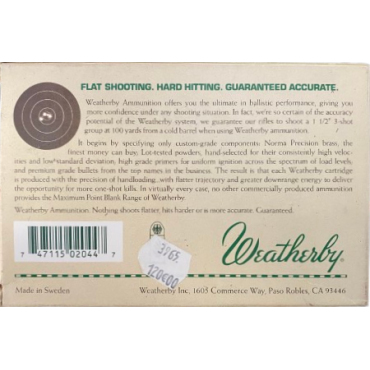 FLAT SHOOTING. HARD HITTING. GUARANTEED ACCURATE.
Weatherby Ammunition offers you the ultimate in ballistic performance, giving you
more confidence under any shooting situation. In fact, we're so certain of the accuracy
potential of the Weatherby system, we guarantee our rifles to shoot a 1 1/2" 3-shot
group at 100 yards from a cold barrel when using Weatherby ammunition.
It begins by specifying only custom-grade components. Norma Precision brass, the
finest money can buy. Lot-tested powders, hand-selected for their consistently high veloc-
ities and low standard deviation, high grade primers for uniform ignition across the spectrum of load levels,
and premium grade bullets from the top names in the business. The result is that each Weatherby cartridge
is produced with the precision of handloading, with flatter trajectory and greater downrange energy to deliver
the opportunity for more one-shot kills. In virtually every case, no other commercially produced ammunition
provides the Maximum Point Blank Range of Weatherby.
Weatherby Ammunition. Nothing shoots flatter, hits harder or is more accurate. Guaranteed.
7 47115 02044 7
3965
120000
Weatherby®
Made in Sweden
Weatherby Inc. 1605 Commerce Way, Paso Robles, CA 93446